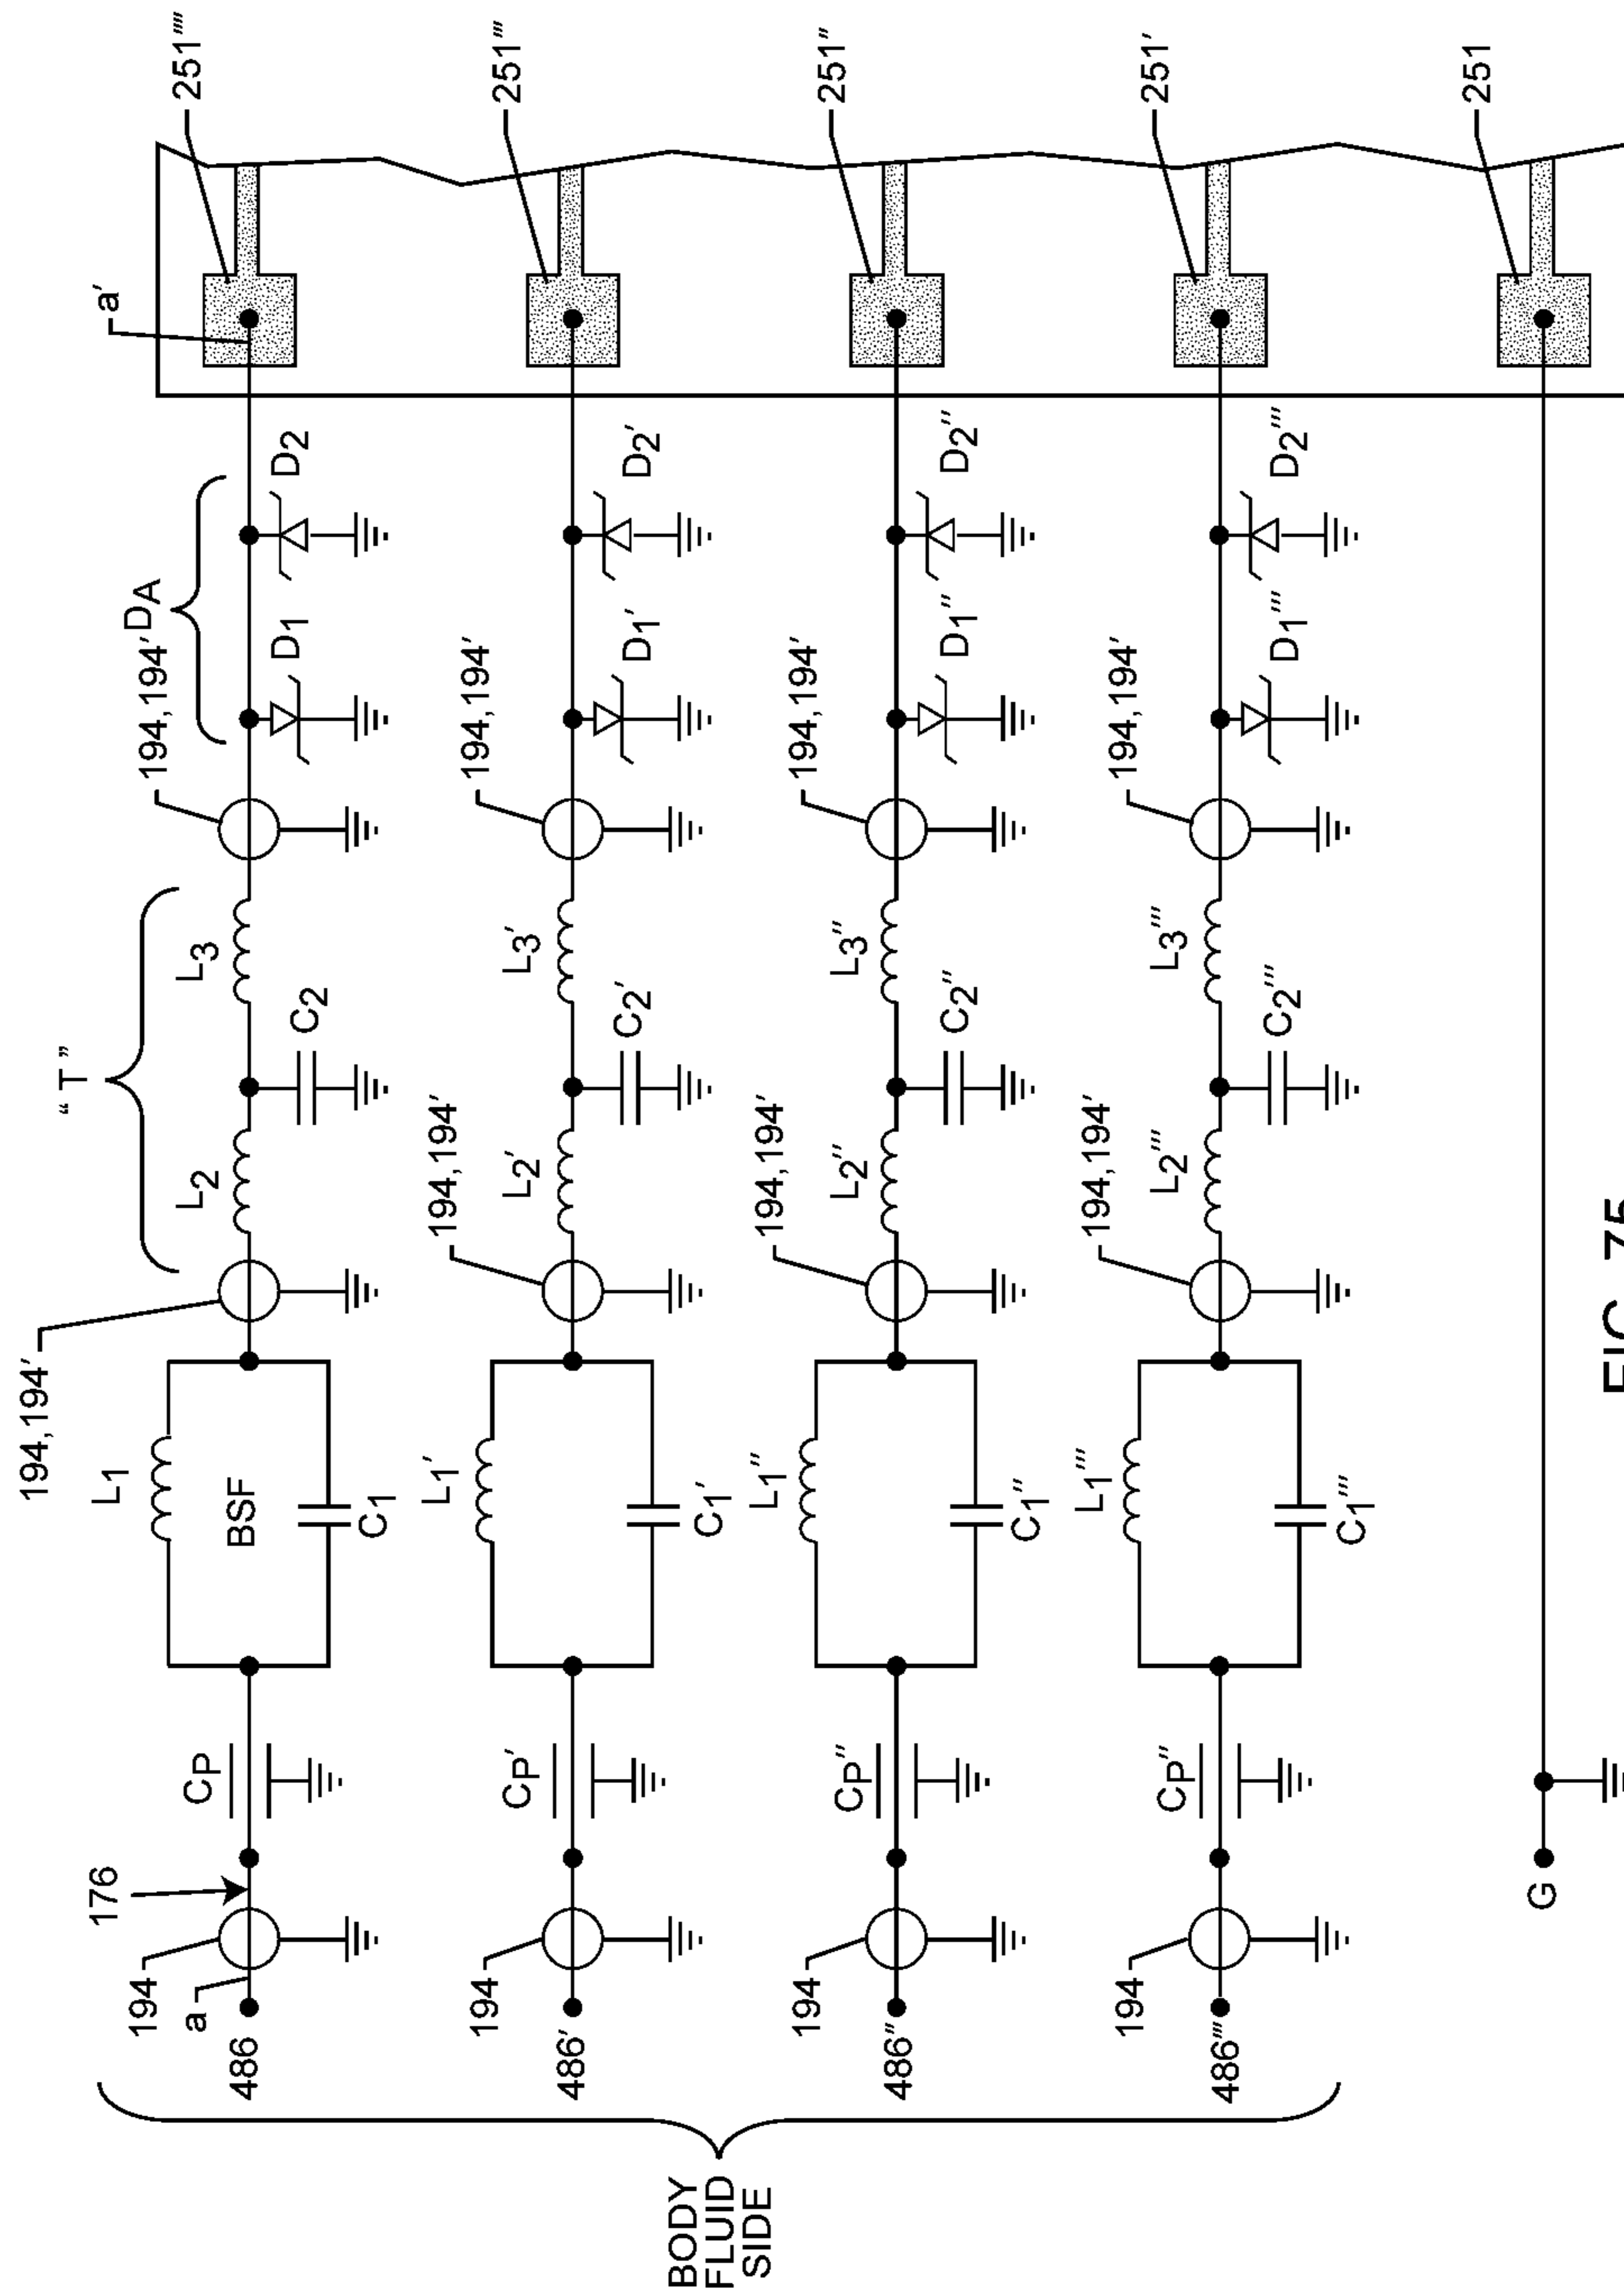 BODY
FLUID
SIDE
194,194′
"T"
194,194′ DA
a′
251′′′′
176
194
a
486
CP
L1
BSF
C1
L2
C2
L3
D1
D2
194
486′
CP′
L1′
C1′
194,194′
L2′
C2′
L3′
194,194′
D1′
D2′
251′′′
194
486″
CP″
L1″
C1″
194,194′
L2″
C2″
L3″
194,194′
D1″
D2″
251″
194
486′′′
CP″
L1′′′
C1′′′
194,194′
L2′′′
C2′′′
L3′′′
194,194′
D1′′′
D2′′′
251′
G
251
FIG. 75